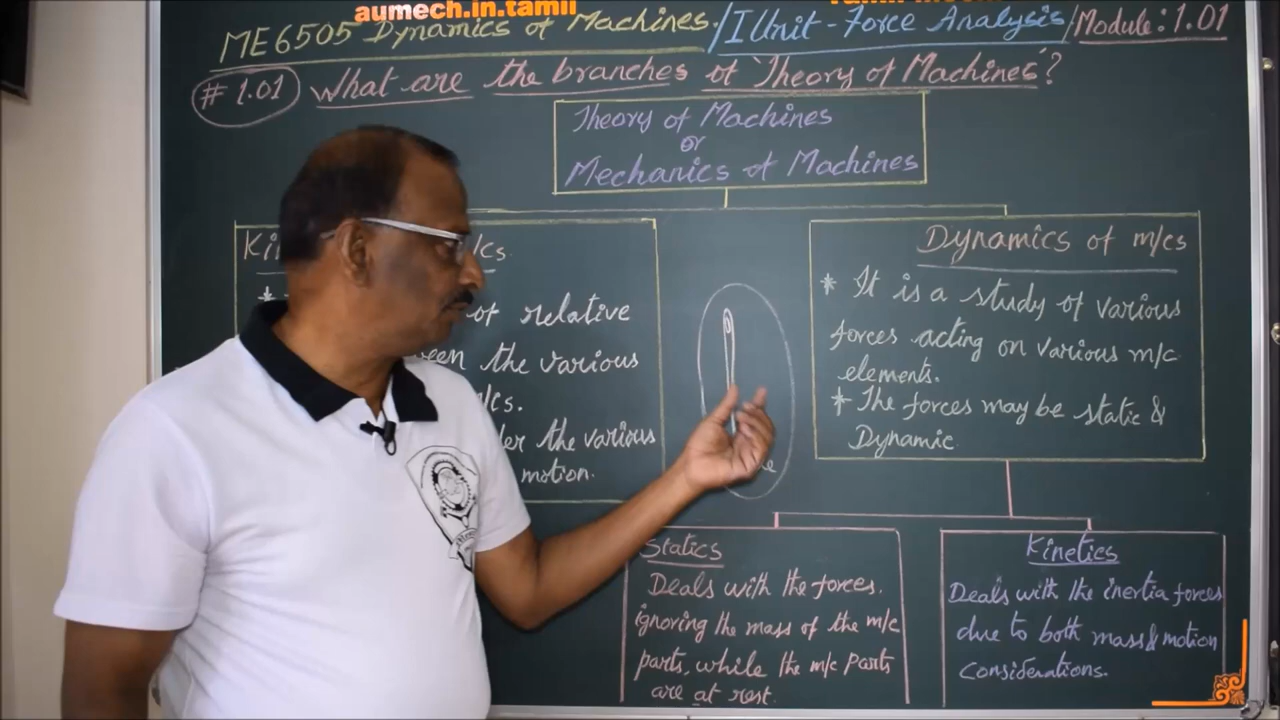 aumech.in.tamil
ME6505 Dynamics of Machines. / I Unit - Force Analysis / Module: 1.01
# 1.01 What are the branches of "Theory of Machines"?
Theory of Machines
or
Mechanics of Machines
of relative
the various
m/cs.
the various
motion.
Dynamics of m/cs
* It is a study of various
forces acting on various m/c
elements.
* The forces may be static &
Dynamic
Statics
Deals with the forces.
ignoring the mass of the m/c
parts, while the m/c parts
are at rest.
Kinetics
Deals with the inertia forces
due to both mass & motion
Considerations.